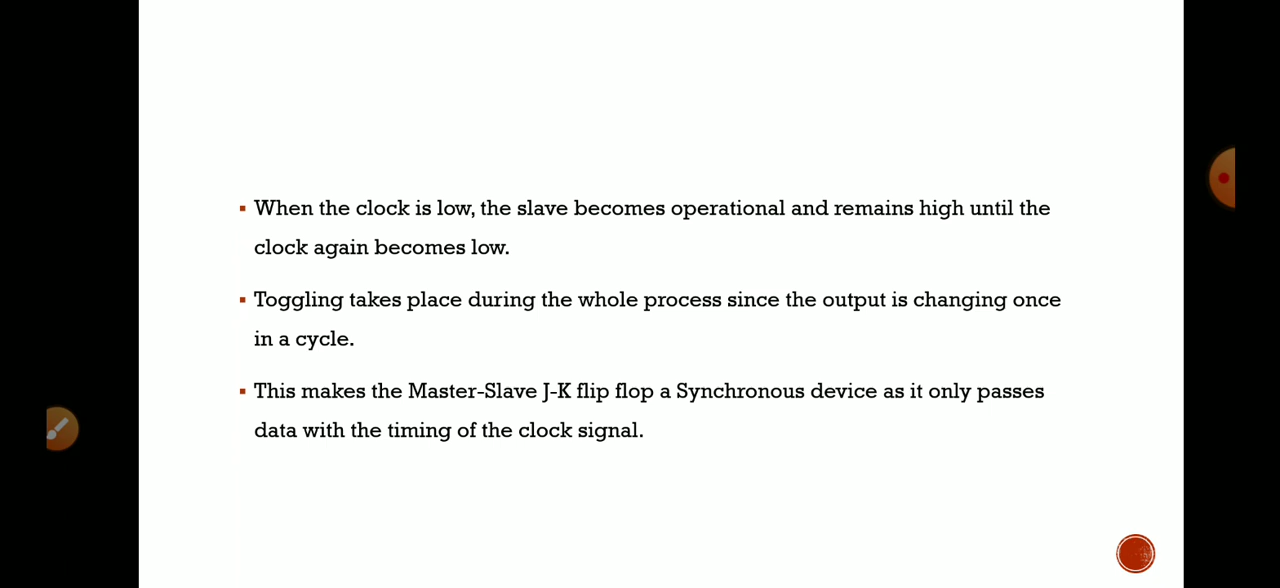 ▪ When the clock is low, the slave becomes operational and remains high until the
clock again becomes low.
▪ Toggling takes place during the whole process since the output is changing once
in a cycle.
▪ This makes the Master-Slave J-K flip flop a Synchronous device as it only passes
data with the timing of the clock signal.